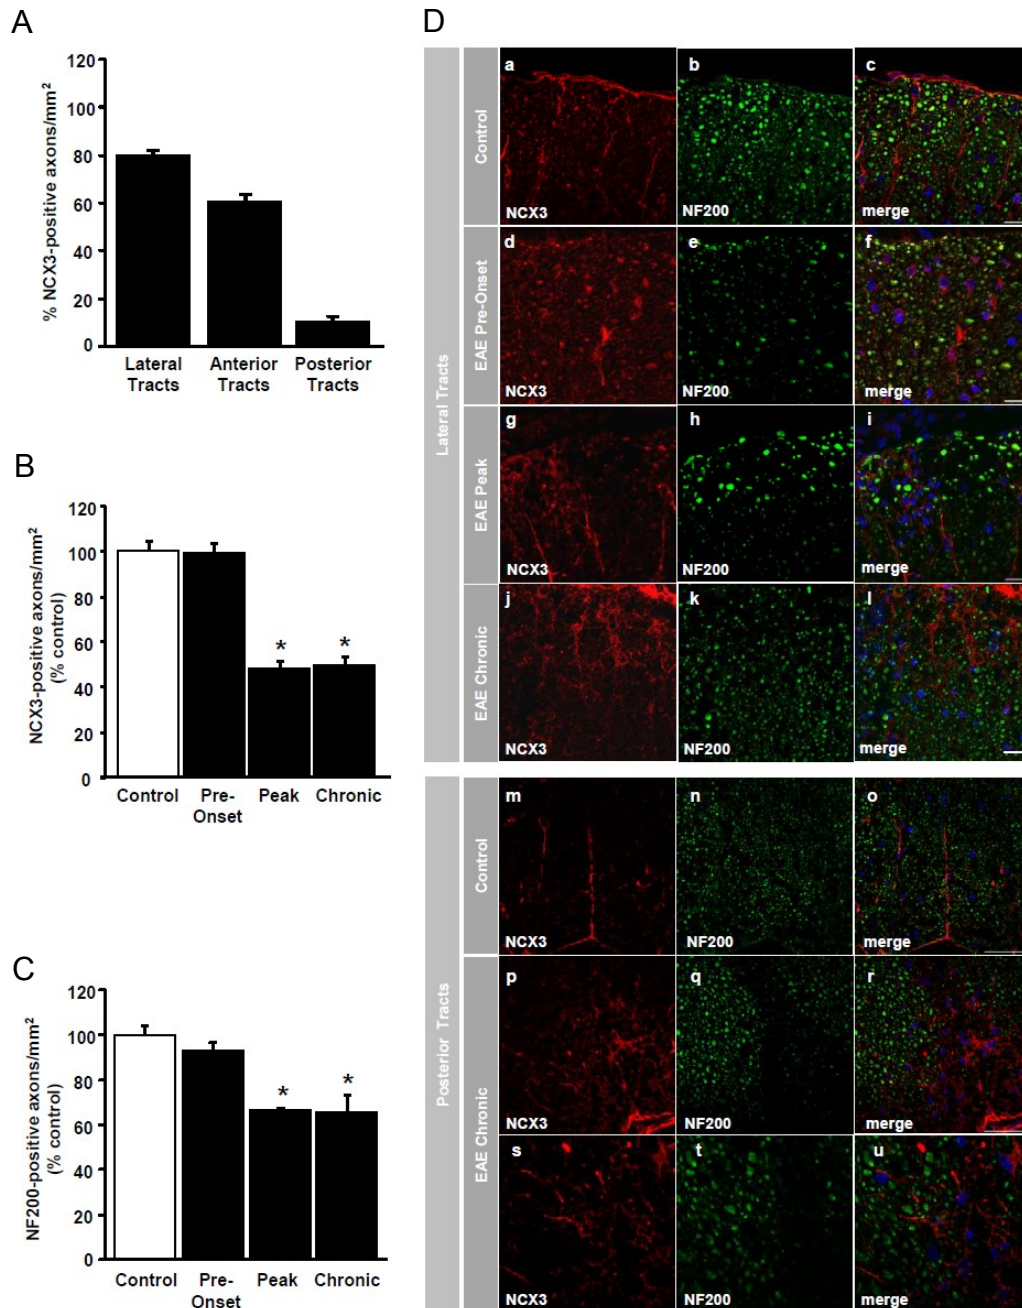 A
% NCX3-positive axons/mm²
120
100
80
60
40
20
0
Lateral Tracts
Anterior Tracts
Posterior Tracts
B
NCX3-positive axons/mm²
(% control)
120
100
80
60
40
20
0
*
*
Control
Pre-Onset
Peak
Chronic
C
NF200-positive axons/mm²
(% control)
120
100
80
60
40
20
0
*
*
Control
Pre-Onset
Peak
Chronic
D
Lateral Tracts
Control
a
NCX3
b
NF200
c
merge
EAE Pre-Onset
d
NCX3
e
NF200
f
merge
EAE Peak
g
NCX3
h
NF200
i
merge
EAE Chronic
j
NCX3
k
NF200
l
merge
Posterior Tracts
Control
m
NCX3
n
NF200
o
merge
EAE Chronic
p
NCX3
q
NF200
r
merge
s
NCX3
t
NF200
u
merge